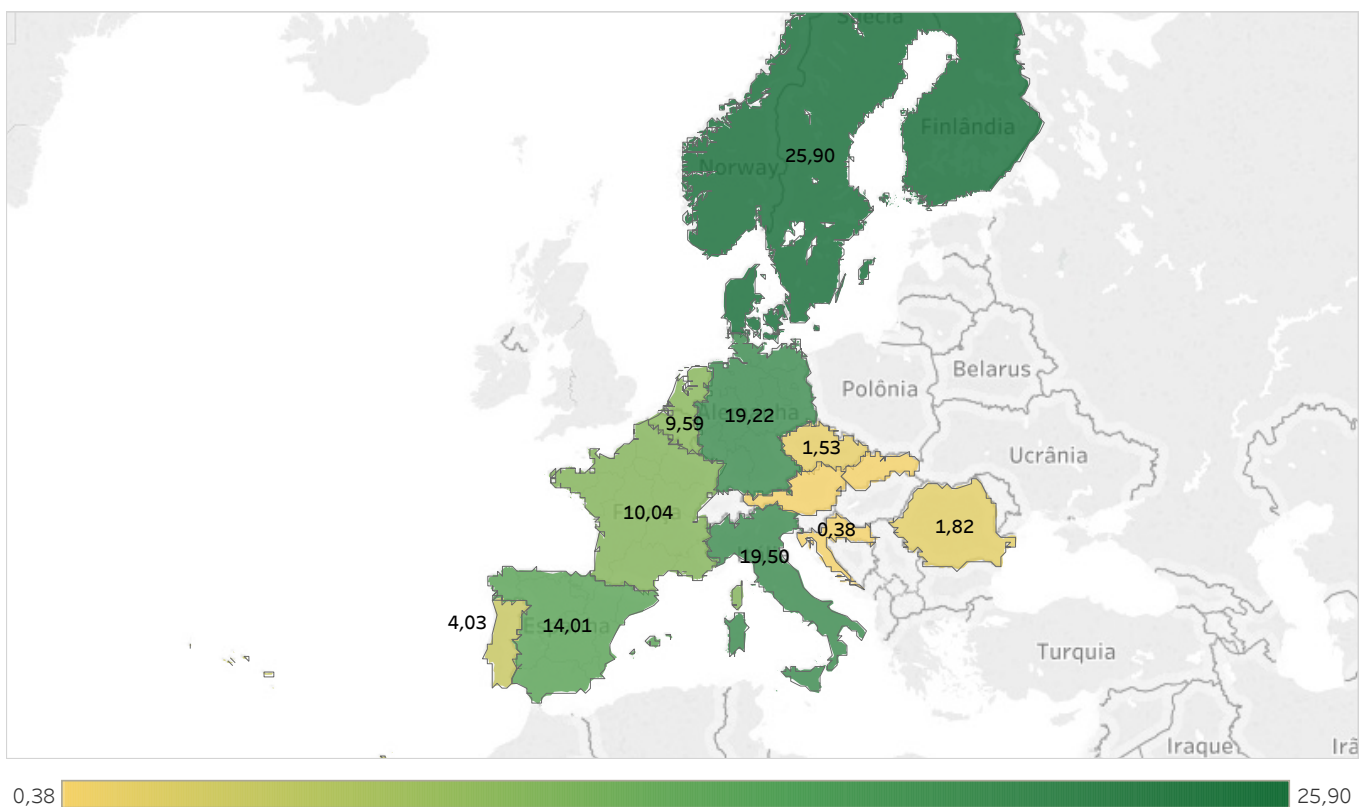 Suécia
Finlândia
25,90
Norway
Belarus
Polônia
19,22
9,59
1,53
Ucrânia
10,04
0,38
1,82
19,50
4,03
14,01
Turquia
Iraque
Irã
0,38
25,90